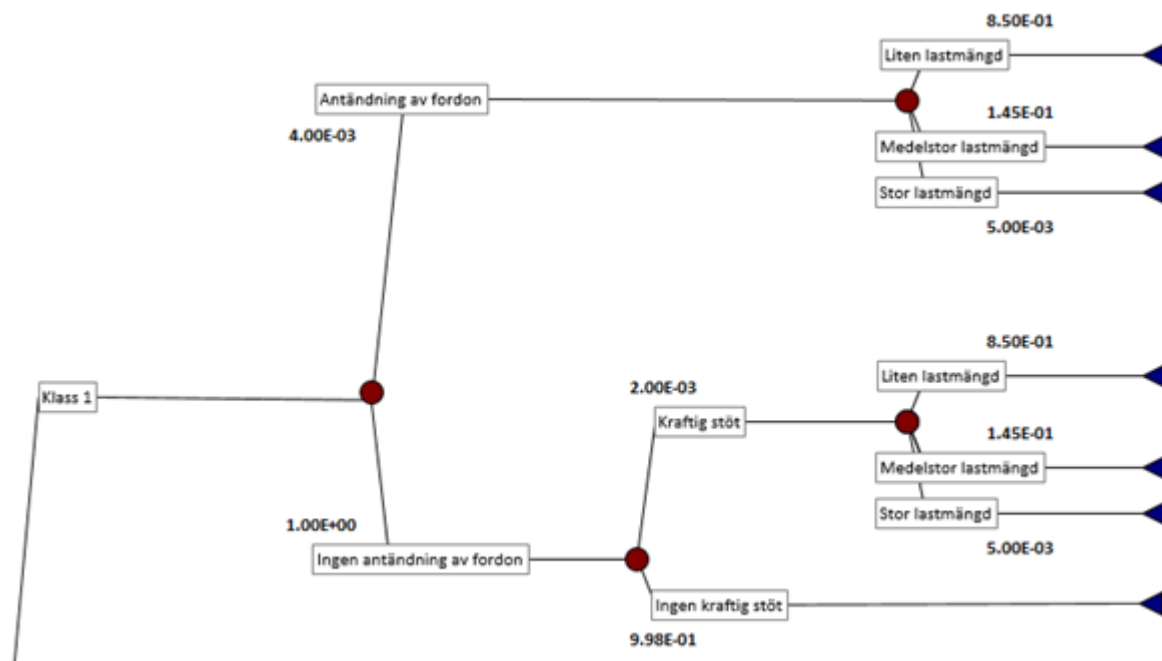 8.50E-01
Liten lastmängd
Antändning av fordon
4.00E-03
1.45E-01
Medelstor lastmängd
Stor lastmängd
5.00E-03
Klass 1
8.50E-01
Liten lastmängd
2.00E-03
Kraftig stöt
1.45E-01
Medelstor lastmängd
Stor lastmängd
5.00E-03
1.00E+00
Ingen antändning av fordon
Ingen kraftig stöt
9.98E-01